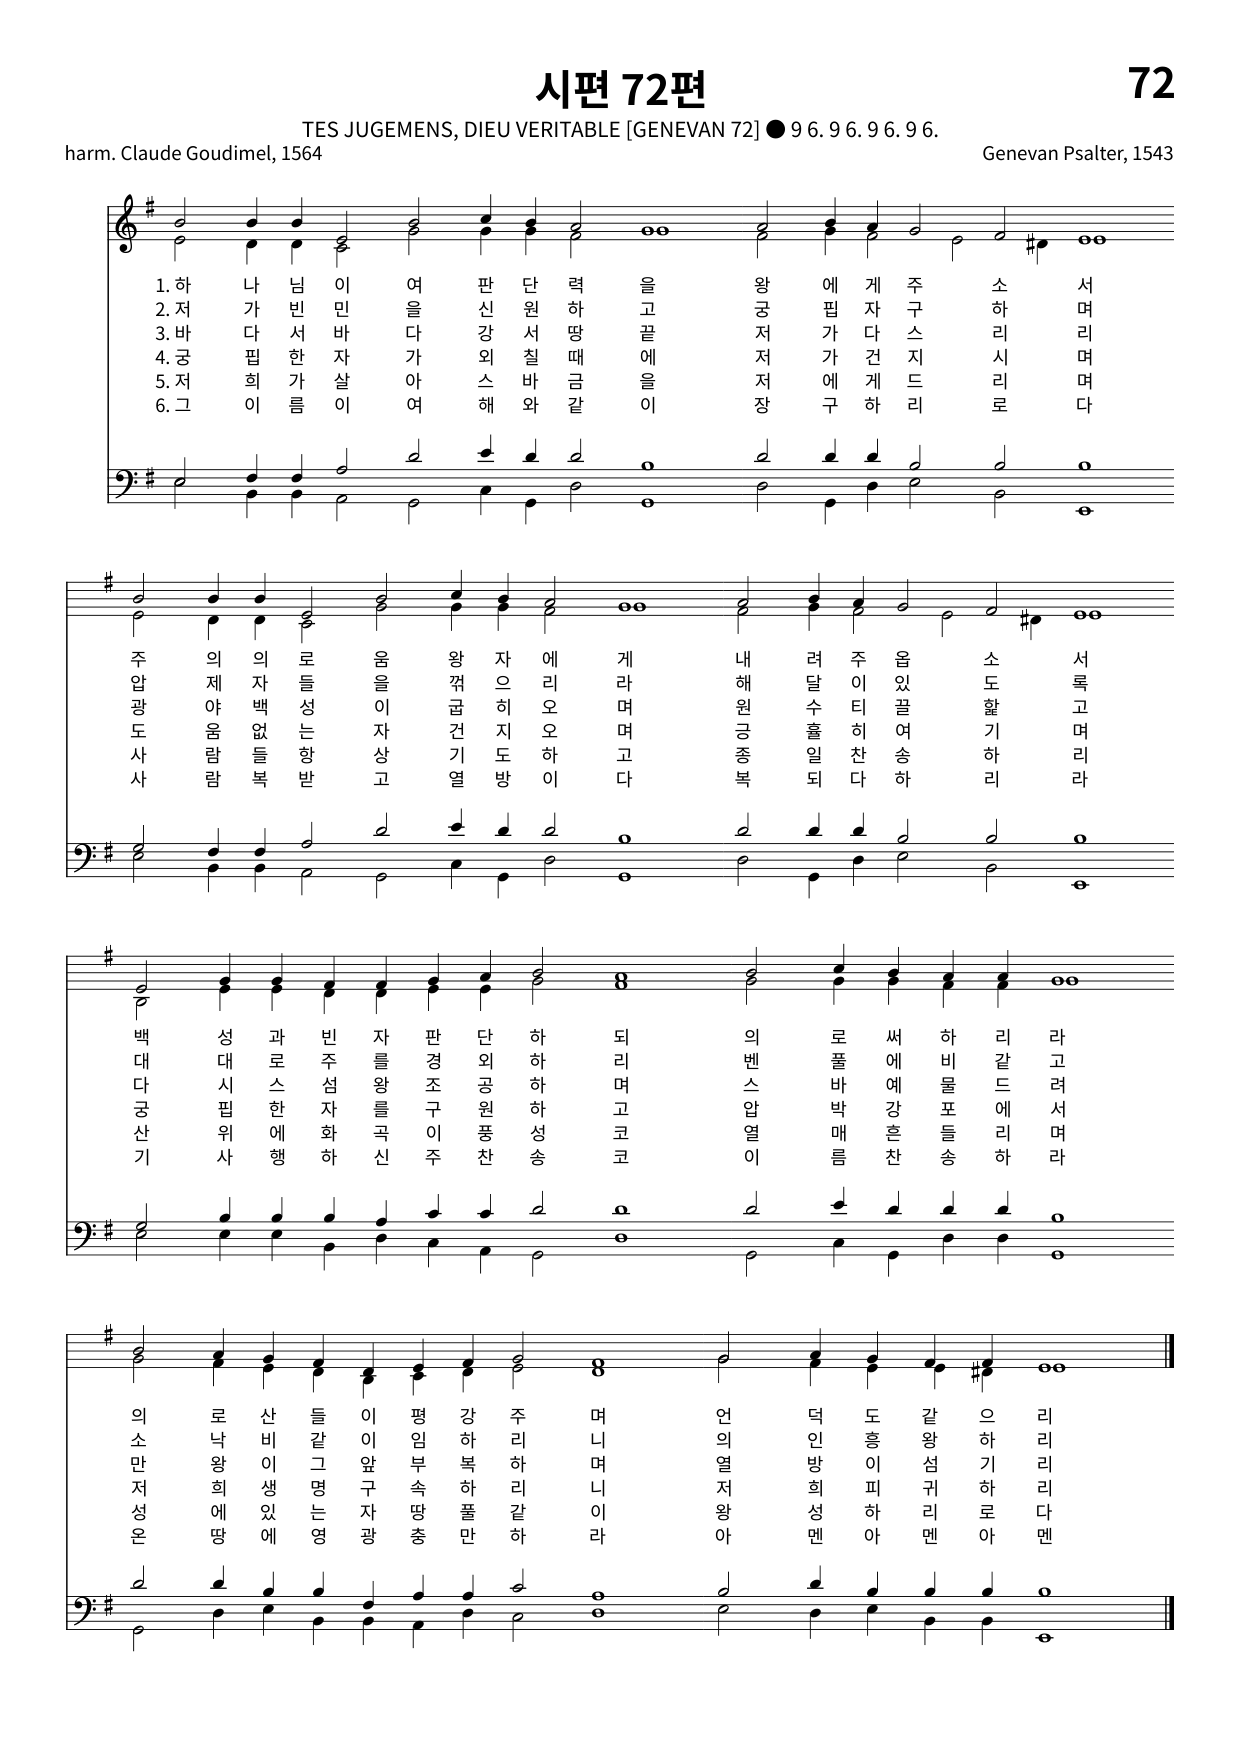 시편 72편
72
TES JUGEMENS, DIEU VERITABLE [GENEVAN 72] ● 9 6. 9 6. 9 6. 9 6.
harm. Claude Goudimel, 1564
Genevan Psalter, 1543
1. 하 나 님 이 여 판 단 력 을 왕 에 게 주 소 서
2. 저 가 빈 민 을 신 원 하 고 궁 핍 자 구 하 며
3. 바 다 서 바 다 강 서 땅 끝 저 가 다 스 리 리
4. 궁 핍 한 자 가 외 칠 때 에 저 가 건 지 시 며
5. 저 희 가 살 아 스 바 금 을 저 에 게 드 리 며
6. 그 이 름 이 여 해 와 같 이 장 구 하 리 로 다
주 의 의 로 움 왕 자 에 게 내 려 주 옵 소 서
압 제 자 들 을 꺾 으 리 라 해 달 이 있 도 록
광 야 백 성 이 굽 히 오 며 원 수 티 끌 핥 고
도 움 없 는 자 건 지 오 며 긍 휼 히 여 기 며
사 람 들 항 상 기 도 하 고 종 일 찬 송 하 리
사 람 복 받 고 열 방 이 다 복 되 다 하 리 라
백 성 과 빈 자 판 단 하 되 의 로 써 하 리 라
대 대 로 주 를 경 외 하 리 벤 풀 에 비 같 고
다 시 스 섬 왕 조 공 하 며 스 바 예 물 드 려
궁 핍 한 자 를 구 원 하 고 압 박 강 포 에 서
산 위 에 화 곡 이 풍 성 코 열 매 흔 들 리 며
기 사 행 하 신 주 찬 송 코 이 름 찬 송 하 라
의 로 산 들 이 평 강 주 며 언 덕 도 같 으 리
소 낙 비 같 이 임 하 리 니 의 인 흥 왕 하 리
만 왕 이 그 앞 부 복 하 며 열 방 이 섬 기 리
저 희 생 명 구 속 하 리 니 저 희 피 귀 하 리
성 에 있 는 자 땅 풀 같 이 왕 성 하 리 로 다
온 땅 에 영 광 충 만 하 라 아 멘 아 멘 아 멘